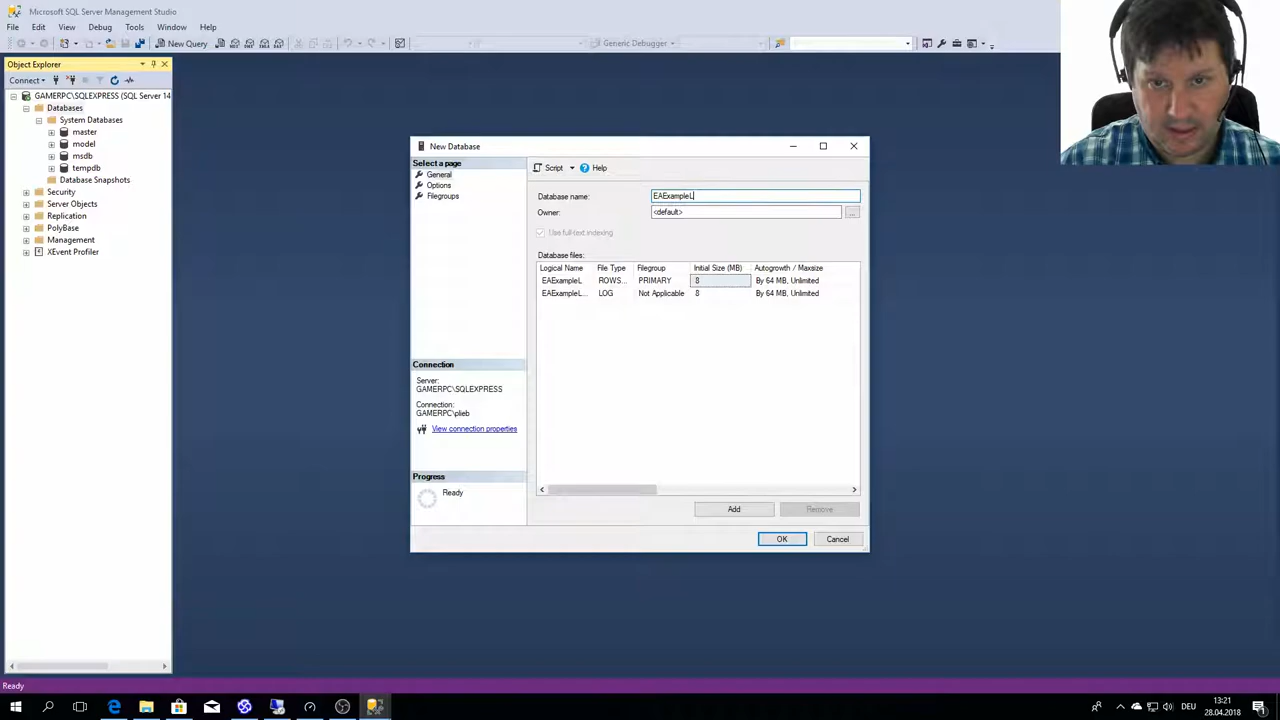 Microsoft SQL Server Management Studio
File Edit View Debug Tools Window Help
New Query Generic Debugger
Object Explorer
Connect
GAMERPC\SQLEXPRESS (SQL Server 14
Databases
System Databases
master
model
msdb
tempdb
Database Snapshots
Security
Server Objects
Replication
PolyBase
Management
XEvent Profiler
New Database
Select a page
General
Options
Filegroups
Script Help
Database name: EAExampleL
Owner: <default> ...
Use full-text indexing
Database files:
Logical Name File Type Filegroup Initial Size (MB) Autogrowth / Maxsize
EAExampleL ROWS... PRIMARY 8 By 64 MB, Unlimited
EAExampleL... LOG Not Applicable 8 By 64 MB, Unlimited
Connection
Server:
GAMERPC\SQLEXPRESS
Connection:
GAMERPC\plieb
View connection properties
Progress
Ready
Add Remove
OK Cancel
Ready
13:21
DEU
28.04.2018